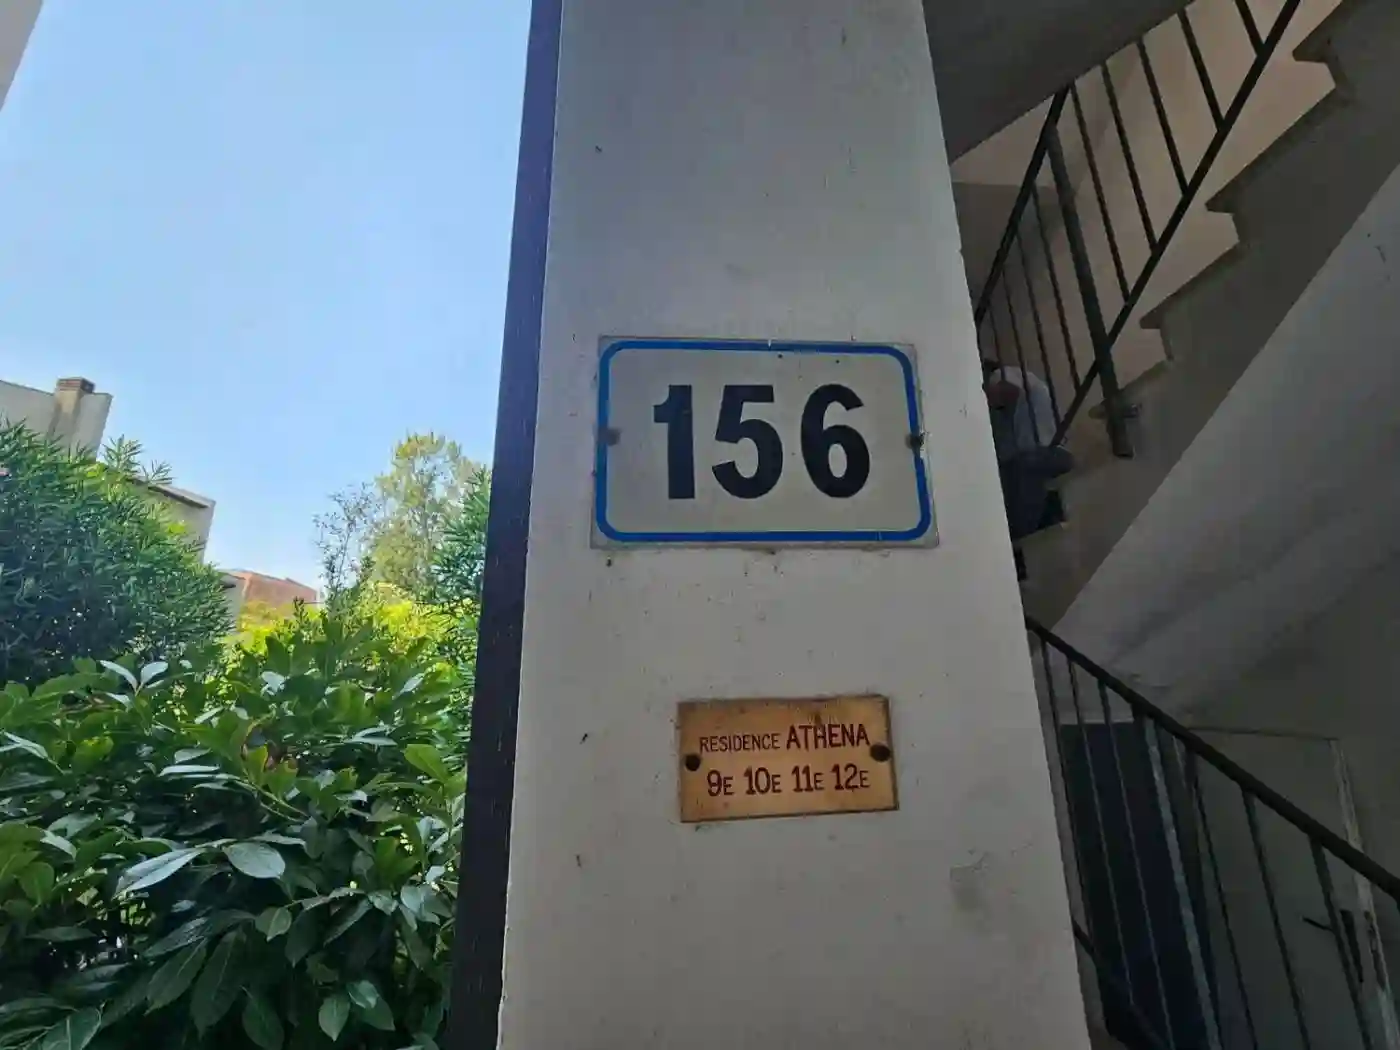 156
RESIDENCE ATHENA
9E 10E 11E 12E